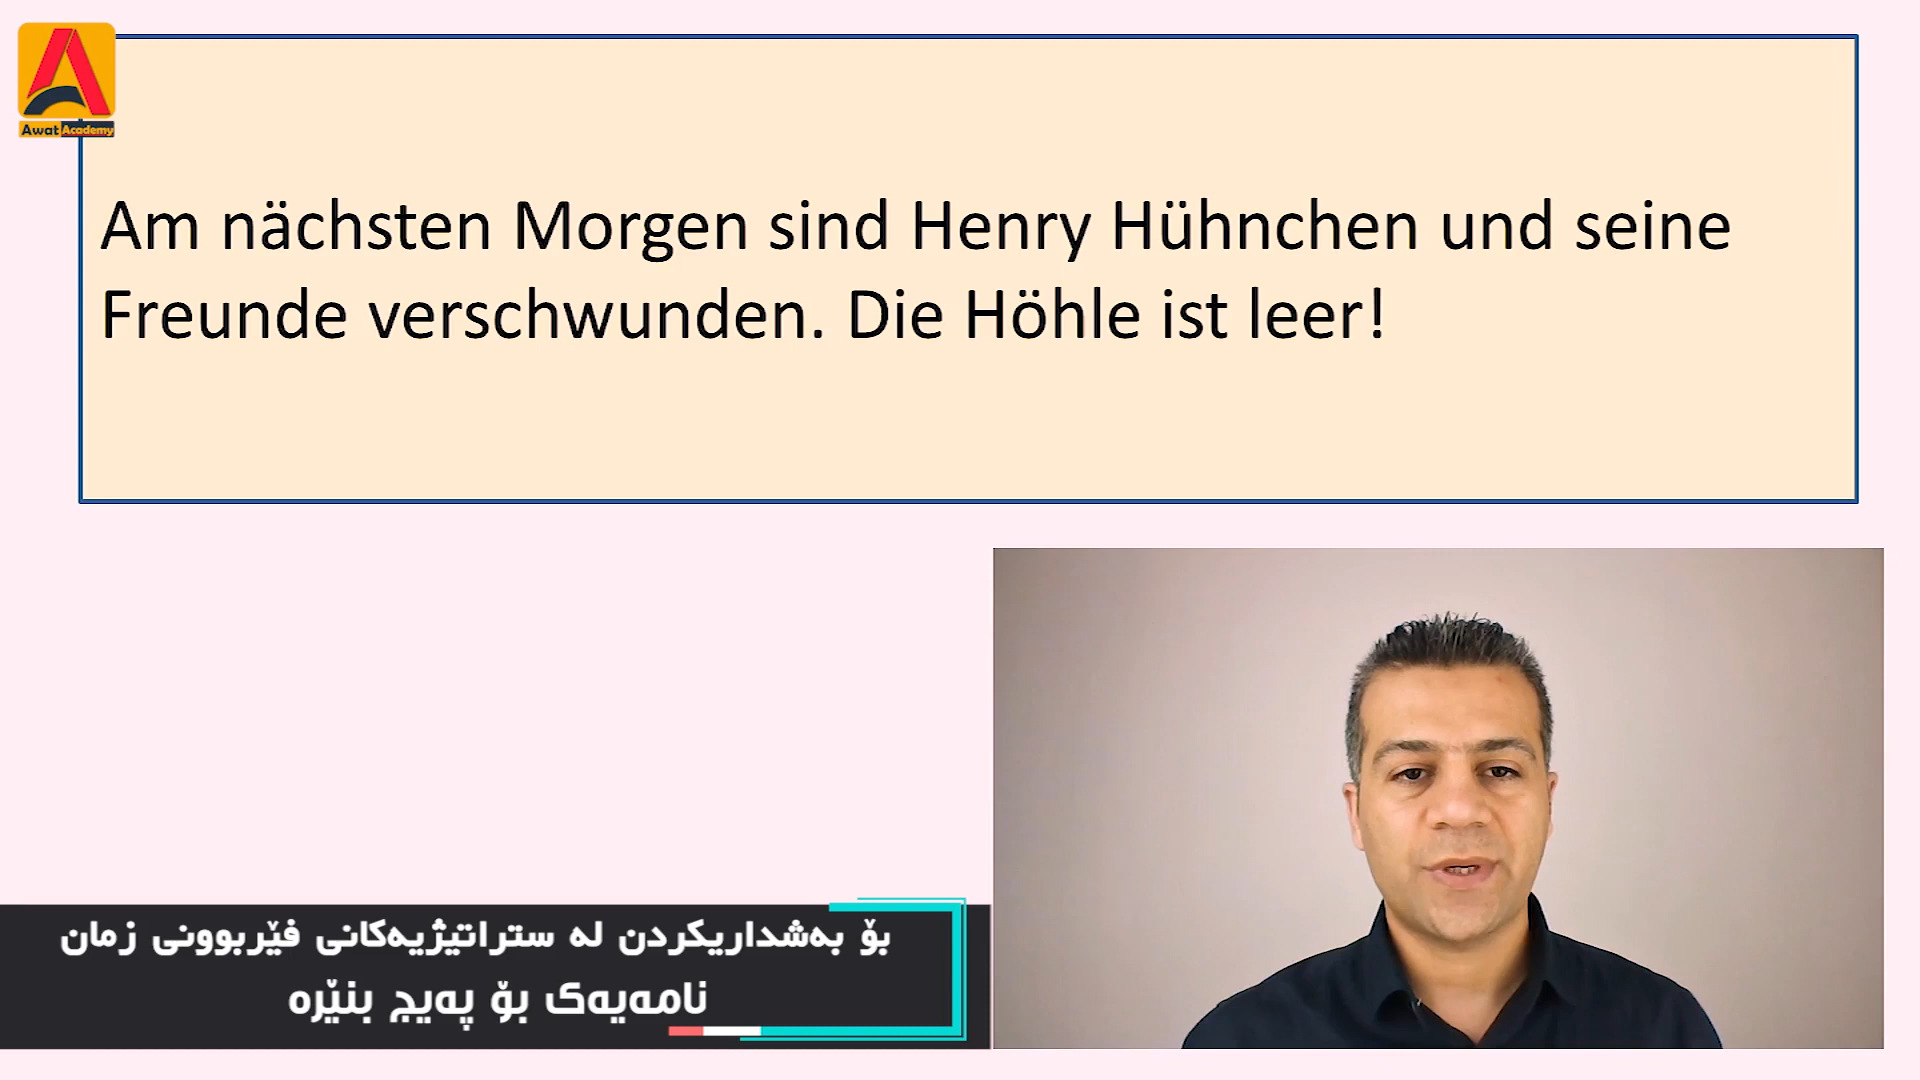 Awat Academy
Am nächsten Morgen sind Henry Hühnchen und seine
Freunde verschwunden. Die Höhle ist leer!
بۆ بەشداریکردن لە ستراتیژیەکانی فێربوونی زمان
نامەیەک بۆ پەیج بنێرە